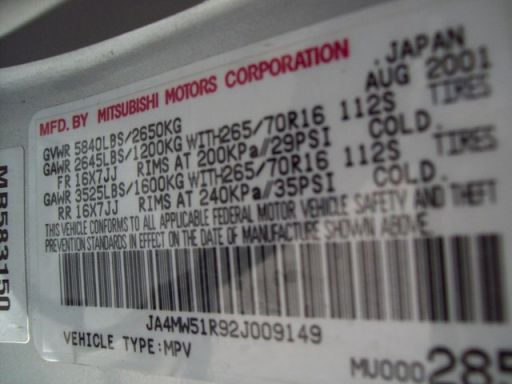 MFD. BY MITSUBISHI MOTORS CORPORATION .JAPAN
AUG 2001
GVWR 5840LBS/2650KG
GAWR 2645LBS/1200KG WITH265/70R16 112S TIRES
FR 16X7JJ RIMS AT 200KPa/29PSI COLD.
GAWR 3525LBS/1600KG WITH265/70R16 112S TIRES
RR 16X7JJ RIMS AT 240KPa/35PSI COLD.
THIS VEHICLE CONFORMS TO ALL APPLICABLE FEDERAL MOTOR VEHICLE SAFETY AND THEFT
PREVENTION STANDARDS IN EFFECT ON THE DATE OF MANUFACTURE SHOWN ABOVE.
JA4MW51R92J009149
VEHICLE TYPE:MPV
MU000285
MR583150